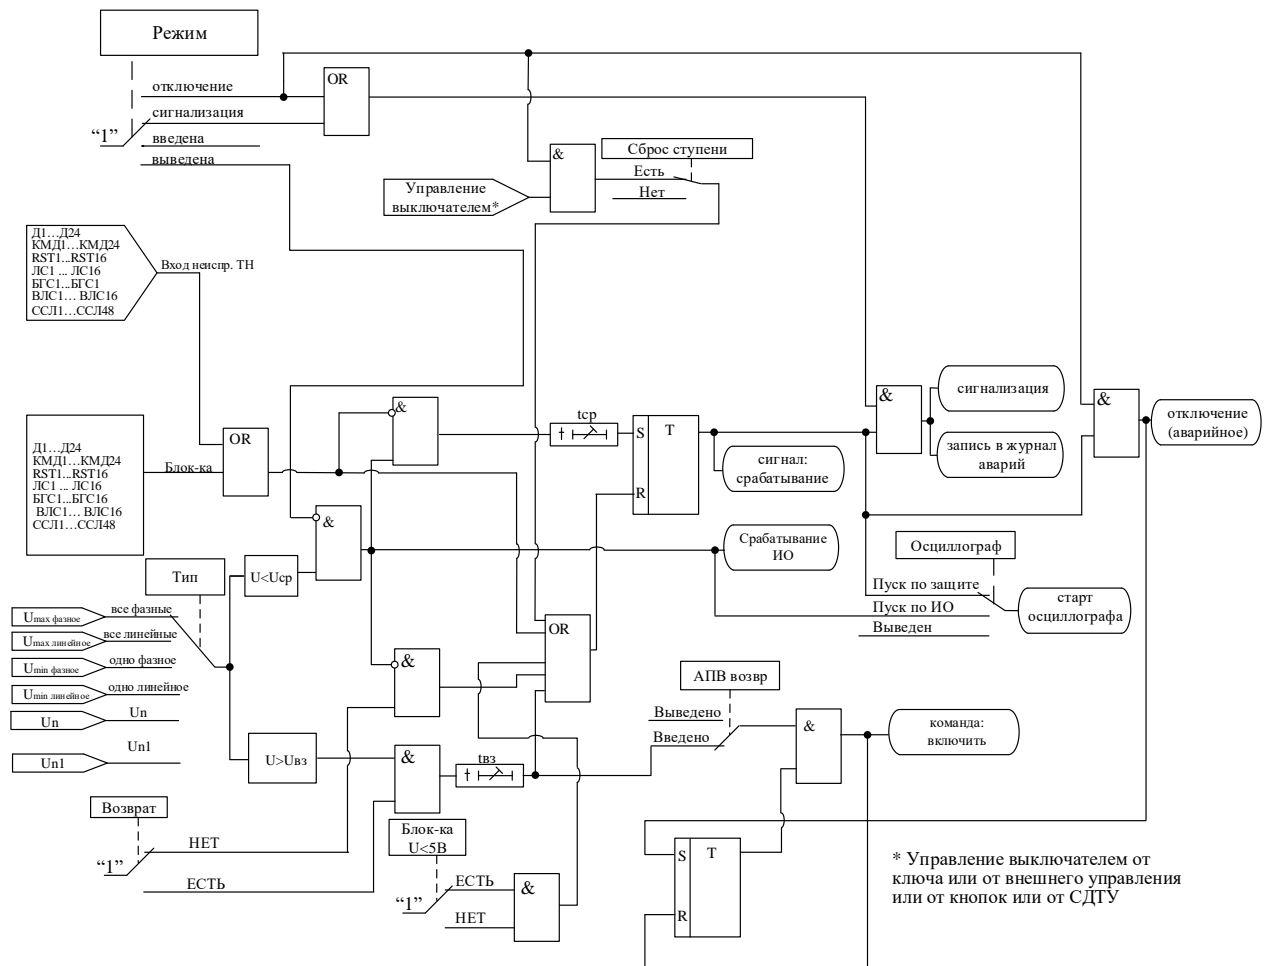 Режим
отключение
OR
сигнализация
“1”
введена
выведена
&
Сброс ступени
Есть
Нет
Управление
выключателем*
Д1…Д24
КМД1…КМД24
RST1...RST16
ЛС1 ... ЛС16
БГС1...БГС1
ВЛС1… ВЛС16
ССЛ1…ССЛ48
Вход неиспр. ТН
Д1…Д24
КМД1…КМД24
RST1...RST16
ЛС1 ... ЛС16
БГС1...БГС16
ВЛС1… ВЛС16
ССЛ1…ССЛ48
Блок-ка
OR
&
tср
S T
R
&
сигнализация
запись в журнал
аварий
&
отключение
(аварийное)
сигнал:
срабатывание
&
Срабатывание
ИО
Осциллограф
Пуск по защите
Пуск по ИО
Выведен
старт
осциллографа
Тип
U<Uср
Umax фазное
все фазные
Umax линейное
все линейные
Umin фазное
одно фазное
Umin линейное
одно линейное
Un
Un
Un1
Un1
OR
&
U>Uвз
&
tвз
АПВ возвр
Выведено
Введено
&
команда:
включить
Возврат
НЕТ
“1”
ЕСТЬ
Блок-ка
U<5В
ЕСТЬ
“1”
НЕТ
&
S T
R
* Управление выключателем от
ключа или от внешнего управления
или от кнопок или от СДТУ